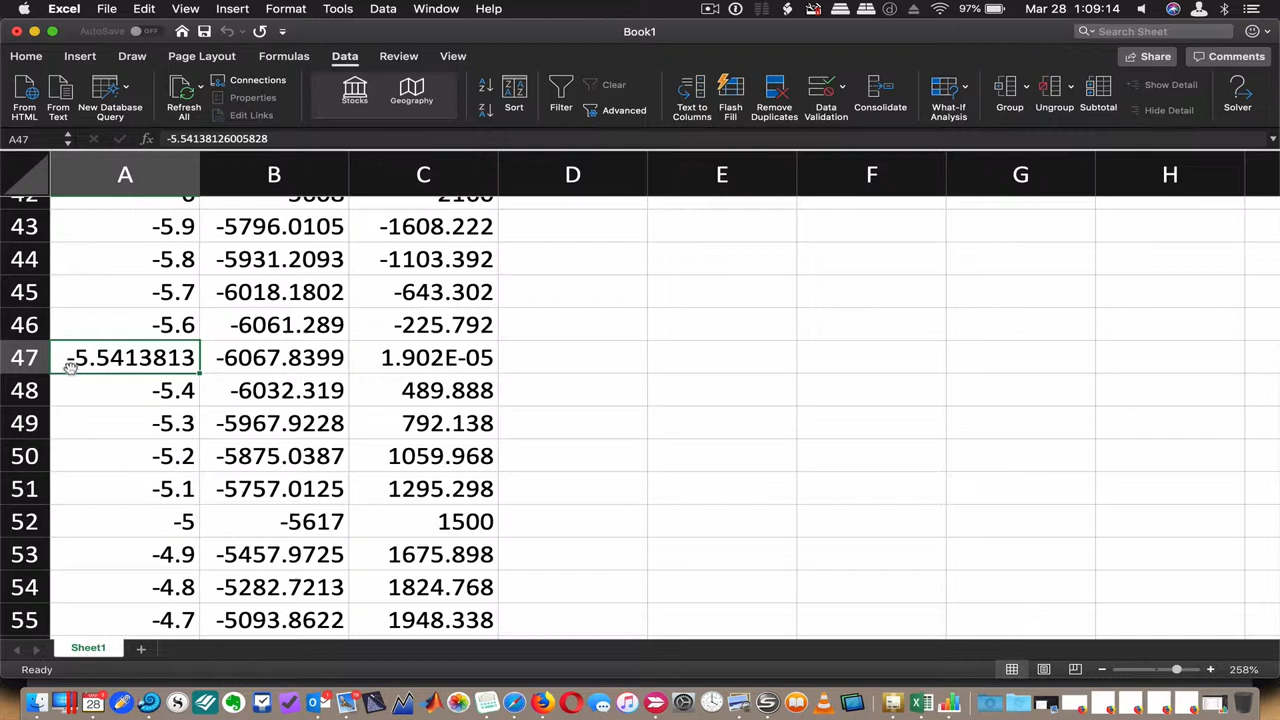 Excel File Edit View Insert Format Tools Data Window Help 97% Mar 28 1:09:14
AutoSave OFF Book1 Search Sheet
Home Insert Draw Page Layout Formulas Data Review View Share Comments
From HTML From Text New Database Query Refresh All Connections Properties Edit Links Stocks Geography Sort Filter Clear Advanced Text to Columns Flash Fill Remove Duplicates Data Validation Consolidate What-If Analysis Group Ungroup Subtotal Show Detail Hide Detail Solver
A47 fx -5.54138126005828
A B C D E F G H
43 -5.9 -5796.0105 -1608.222
44 -5.8 -5931.2093 -1103.392
45 -5.7 -6018.1802 -643.302
46 -5.6 -6061.289 -225.792
47 -5.5413813 -6067.8399 1.902E-05
48 -5.4 -6032.319 489.888
49 -5.3 -5967.9228 792.138
50 -5.2 -5875.0387 1059.968
51 -5.1 -5757.0125 1295.298
52 -5 -5617 1500
53 -4.9 -5457.9725 1675.898
54 -4.8 -5282.7213 1824.768
55 -4.7 -5093.8622 1948.338
Sheet1
Ready 258%